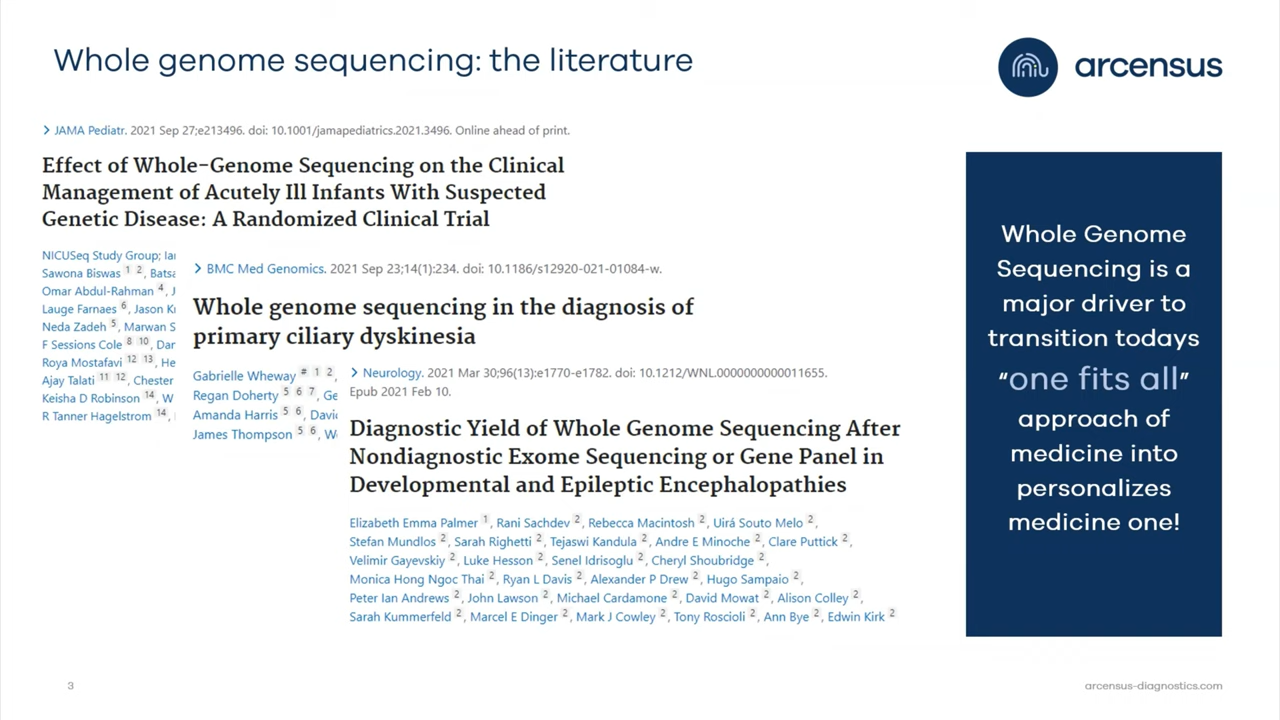 Whole genome sequencing: the literature
arcensus
JAMA Pediatr. 2021 Sep 27;e213496. doi: 10.1001/jamapediatrics.2021.3496. Online ahead of print.
Effect of Whole-Genome Sequencing on the Clinical
Management of Acutely Ill Infants With Suspected
Genetic Disease: A Randomized Clinical Trial
NICUSeq Study Group;
Sawona Biswas 1 2,
Omar Abdul-Rahman 4,
Lauge Farnaes 6, Jason
Neda Zadeh 5, Marwan S
F Sessions Cole 8 10,
Roya Mostafavi 12 13,
Ajay Talati 11 12, Chester
Keisha D Robinson 14, W
R Tanner Hagelstrom 14,
BMC Med Genomics. 2021 Sep 23;14(1):234. doi: 10.1186/s12920-021-01084-w.
Whole genome sequencing in the diagnosis of
primary ciliary dyskinesia
Gabrielle Wheway # 1 2,
Regan Doherty 5 6 7,
Amanda Harris 5 6,
James Thompson 5 6,
Neurology. 2021 Mar 30;96(13):e1770-e1782. doi: 10.1212/WNL.0000000000011655.
Epub 2021 Feb 10.
Diagnostic Yield of Whole Genome Sequencing After
Nondiagnostic Exome Sequencing or Gene Panel in
Developmental and Epileptic Encephalopathies
Elizabeth Emma Palmer 1, Rani Sachdev 2, Rebecca Macintosh 2, Uirá Souto Melo 2,
Stefan Mundlos 2, Sarah Righetti 2, Tejaswi Kandula 2, Andre E Minoche 2, Clare Puttick 2,
Velimir Gayevskiy 2, Luke Hesson 2, Senel Idrisoglu 2, Cheryl Shoubridge 2,
Monica Hong Ngoc Thai 2, Ryan L Davis 2, Alexander P Drew 2, Hugo Sampaio 2,
Peter Ian Andrews 2, John Lawson 2, Michael Cardamone 2, David Mowat 2, Alison Colley 2,
Sarah Kummerfeld 2, Marcel E Dinger 2, Mark J Cowley 2, Tony Roscioli 2, Ann Bye 2, Edwin Kirk 2
Whole Genome
Sequencing is a
major driver to
transition todays
“one fits all”
approach of
medicine into
personalizes
medicine one!
3
arcensus-diagnostics.com